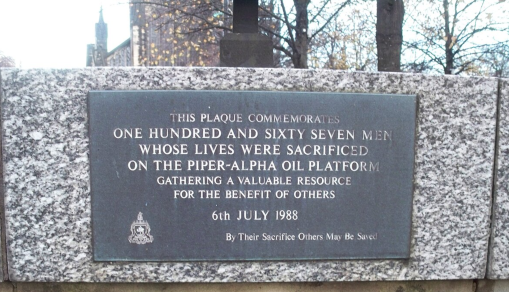 THIS PLAQUE COMMEMORATES
ONE HUNDRED AND SIXTY SEVEN MEN
WHOSE LIVES WERE SACRIFICED
ON THE PIPER-ALPHA OIL PLATFORM
GATHERING A VALUABLE RESOURCE
FOR THE BENEFIT OF OTHERS
6th JULY 1988
By Their Sacrifice Others May Be Saved